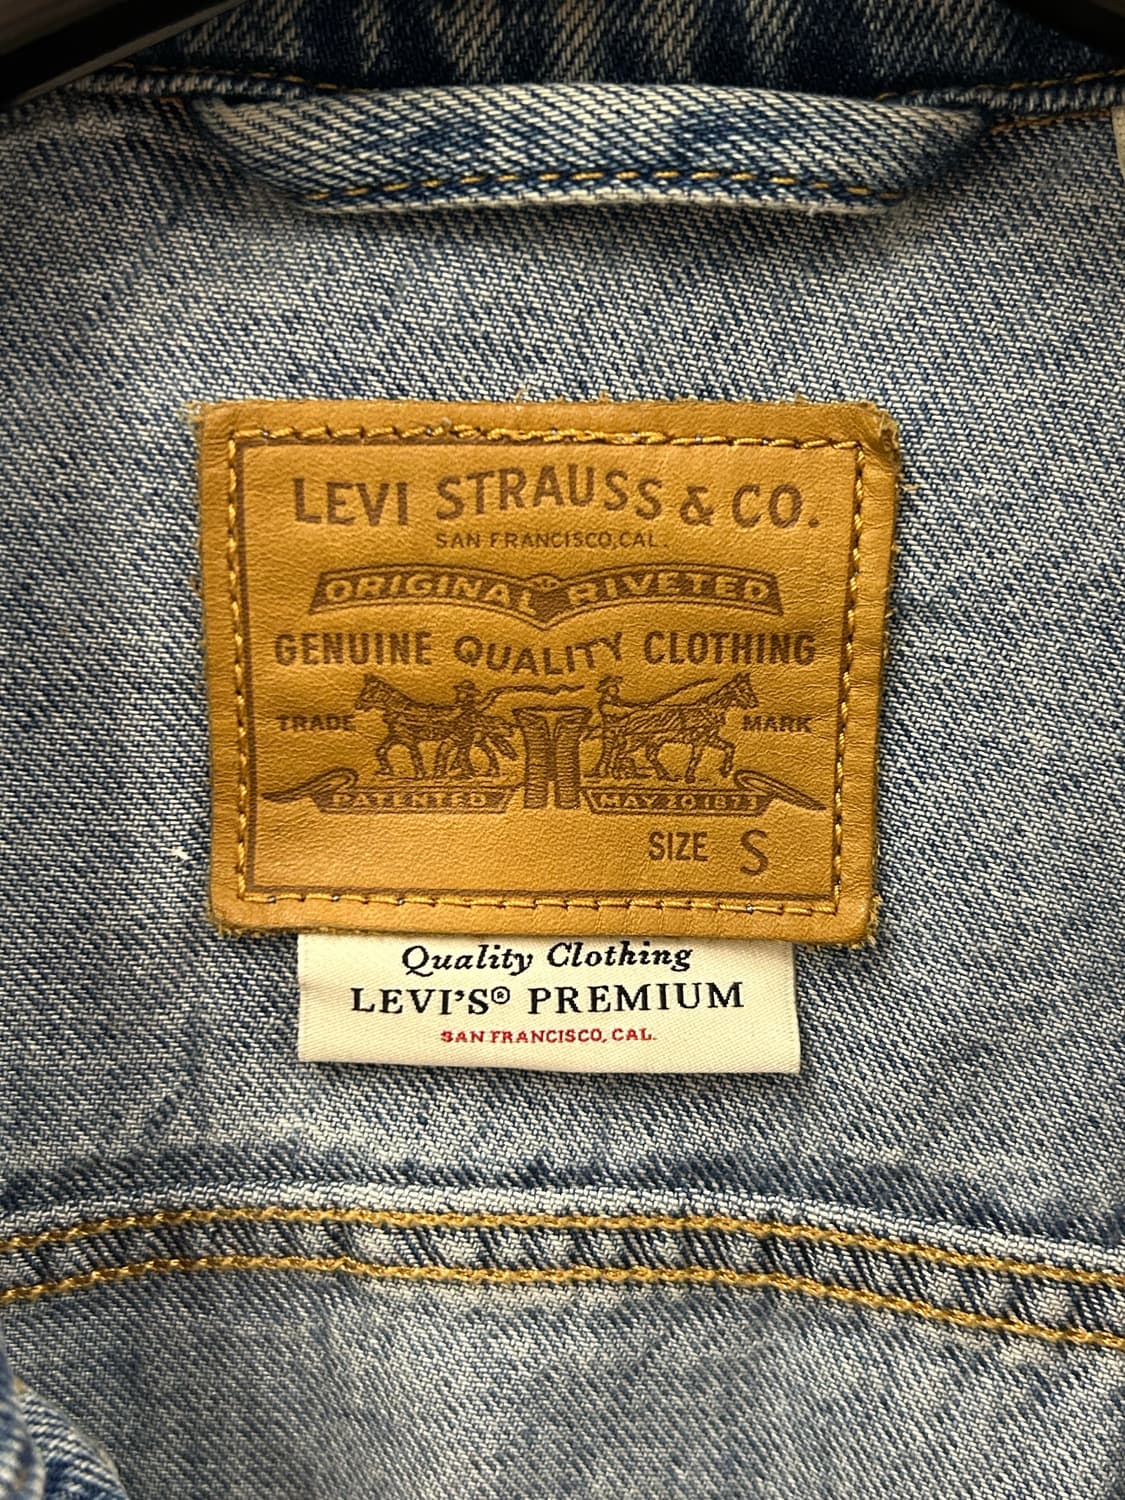 LEVI STRAUSS & CO.
SAN FRANCISCO, CAL.
ORIGINAL RIVETED
GENUINE QUALITY CLOTHING
TRADE MARK
PATENTED MAY 20 1873
SIZE S
Quality Clothing
LEVI'S® PREMIUM
SAN FRANCISCO, CAL.